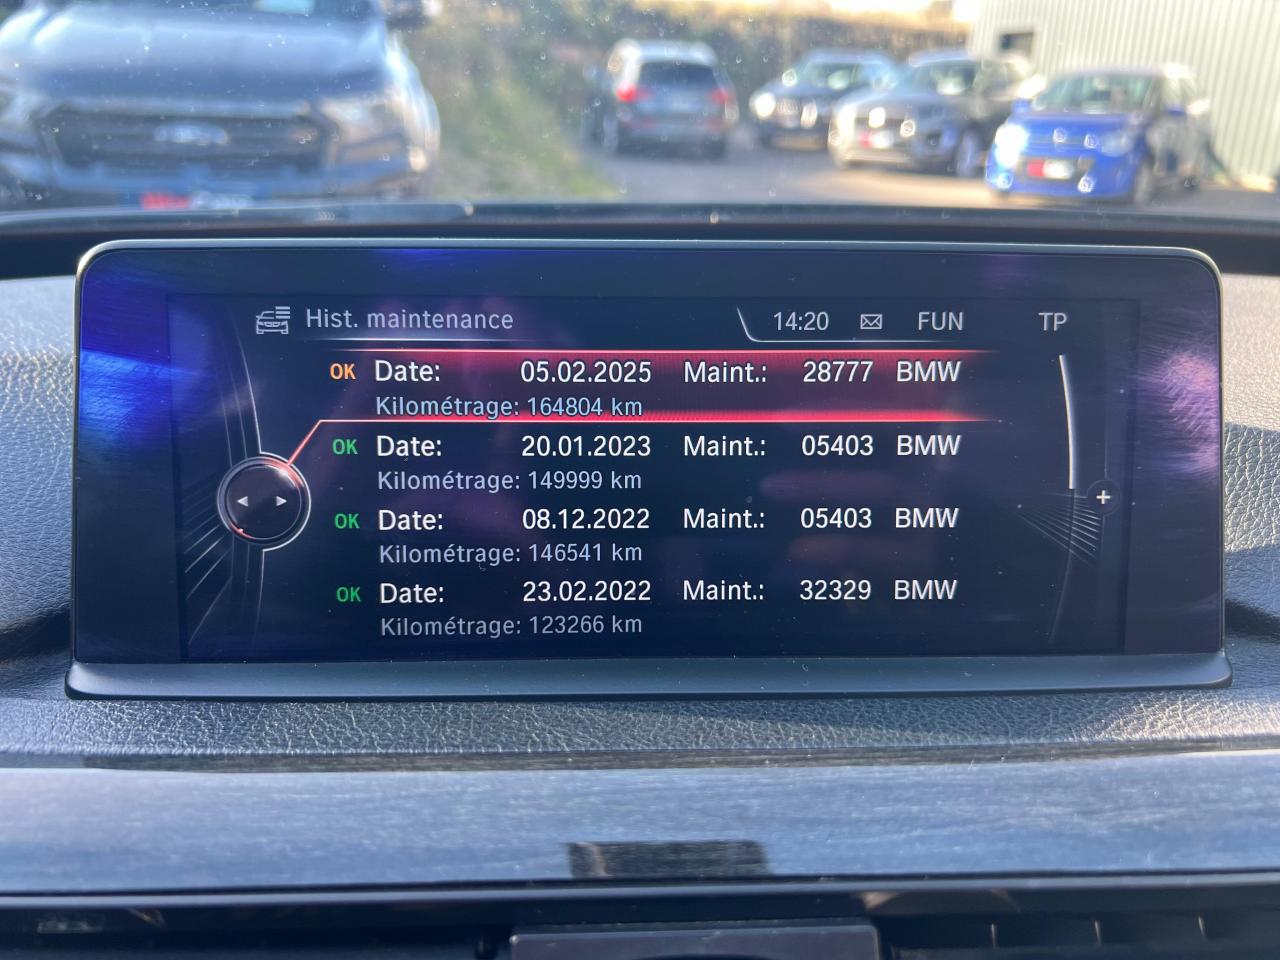 Hist. maintenance 14:20 FUN TP
OK Date: 05.02.2025 Maint.: 28777 BMW
Kilométrage: 164804 km
OK Date: 20.01.2023 Maint.: 05403 BMW
Kilométrage: 149999 km
OK Date: 08.12.2022 Maint.: 05403 BMW
Kilométrage: 146541 km
OK Date: 23.02.2022 Maint.: 32329 BMW
Kilométrage: 123266 km